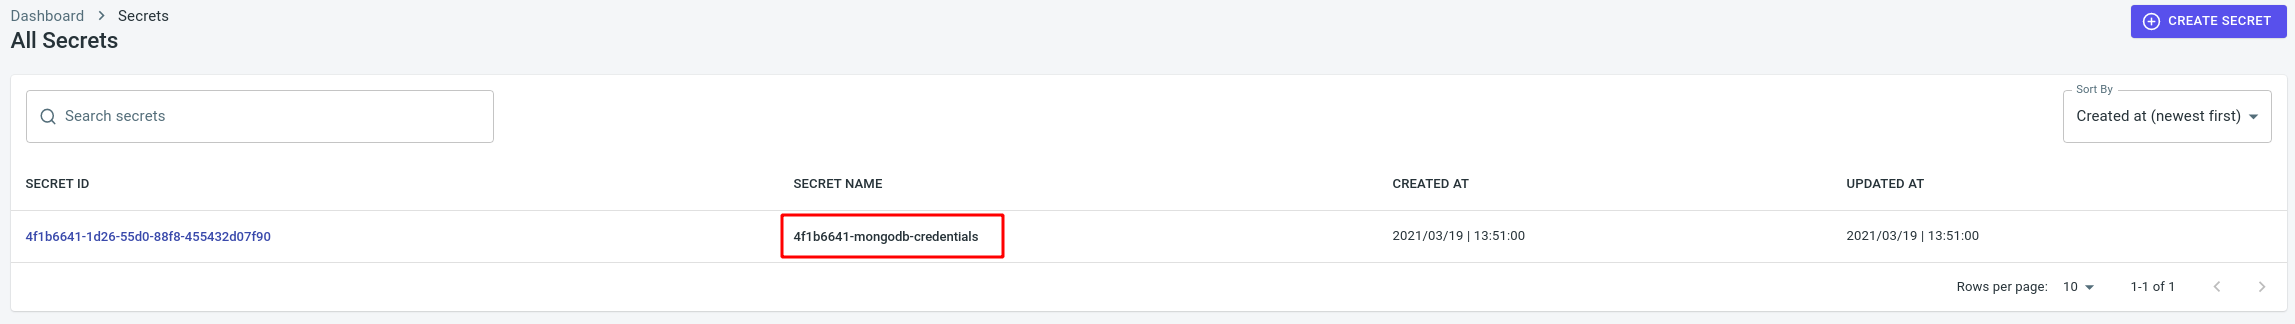 Dashboard > Secrets
All Secrets
CREATE SECRET
Search secrets
Sort By
Created at (newest first)
SECRET ID SECRET NAME CREATED AT UPDATED AT
4f1b6641-1d26-55d0-88f8-455432d07f90 4f1b6641-mongodb-credentials 2021/03/19 | 13:51:00 2021/03/19 | 13:51:00
Rows per page: 10 1-1 of 1